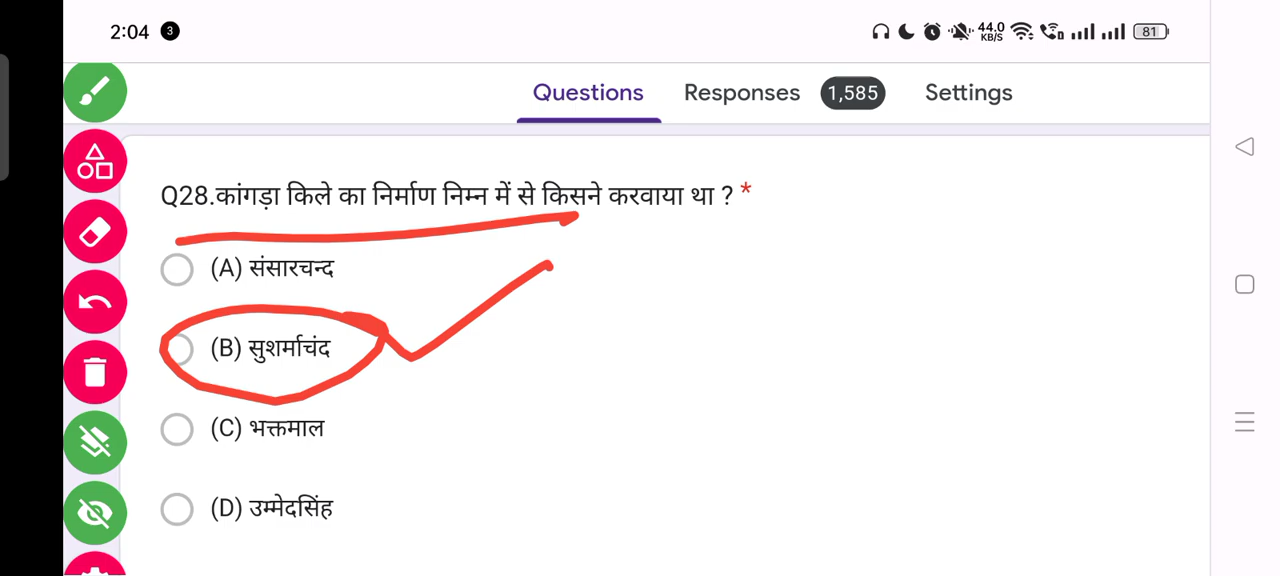 2:04 3 44.0 KB/S 81
Questions Responses 1,585 Settings
Q28.कांगड़ा किले का निर्माण निम्न में से किसने करवाया था ? *
(A) संसारचन्द
(B) सुशर्माचंद
(C) भक्तमाल
(D) उम्मेदसिंह